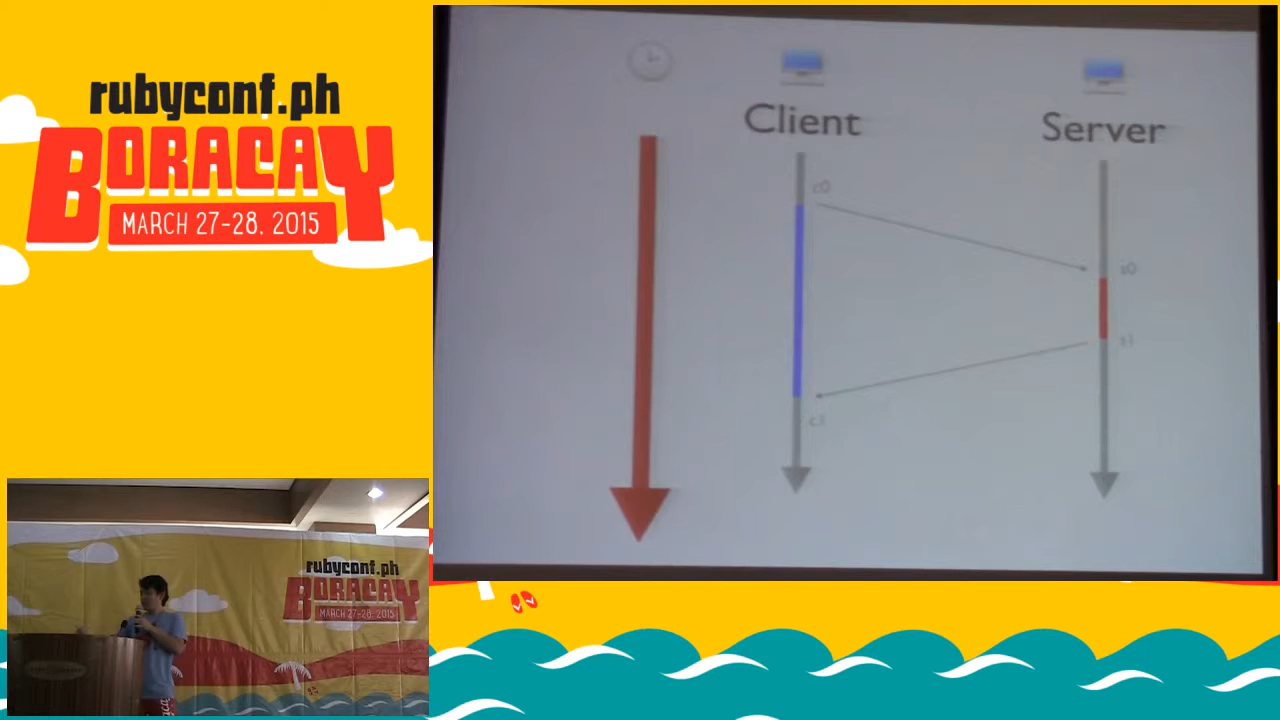 rubyconf.ph
BORACAY
MARCH 27-28, 2015
Client
Server
c0
s0
s1
c1
rubyconf.ph
BORACAY
MARCH 27-28, 2015